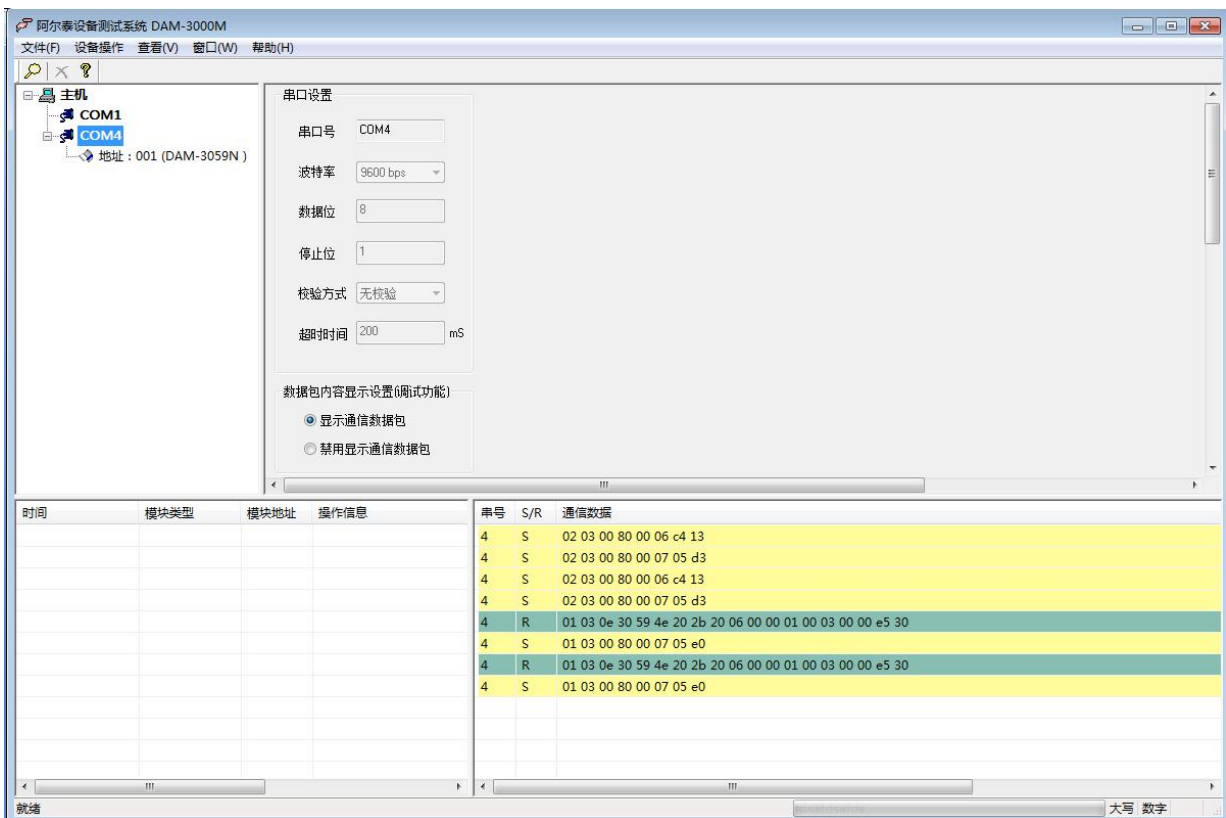 阿尔泰设备测试系统 DAM-3000M
文件(F) 设备操作 查看(V) 窗口(W) 帮助(H)
主机
COM1
COM4
地址：001 (DAM-3059N )
串口设置
串口号 COM4
波特率 9600 bps
数据位 8
停止位 1
校验方式 无校验
超时时间 200 mS
数据包内容显示设置(调试功能)
显示通信数据包
禁用显示通信数据包
时间 模块类型 模块地址 操作信息
串号 S/R 通信数据
4 S 02 03 00 80 00 06 c4 13
4 S 02 03 00 80 00 07 05 d3
4 S 02 03 00 80 00 06 c4 13
4 S 02 03 00 80 00 07 05 d3
4 R 01 03 0e 30 59 4e 20 2b 20 06 00 00 01 00 03 00 00 e5 30
4 S 01 03 00 80 00 07 05 e0
4 R 01 03 0e 30 59 4e 20 2b 20 06 00 00 01 00 03 00 00 e5 30
4 S 01 03 00 80 00 07 05 e0
就绪
大写 数字